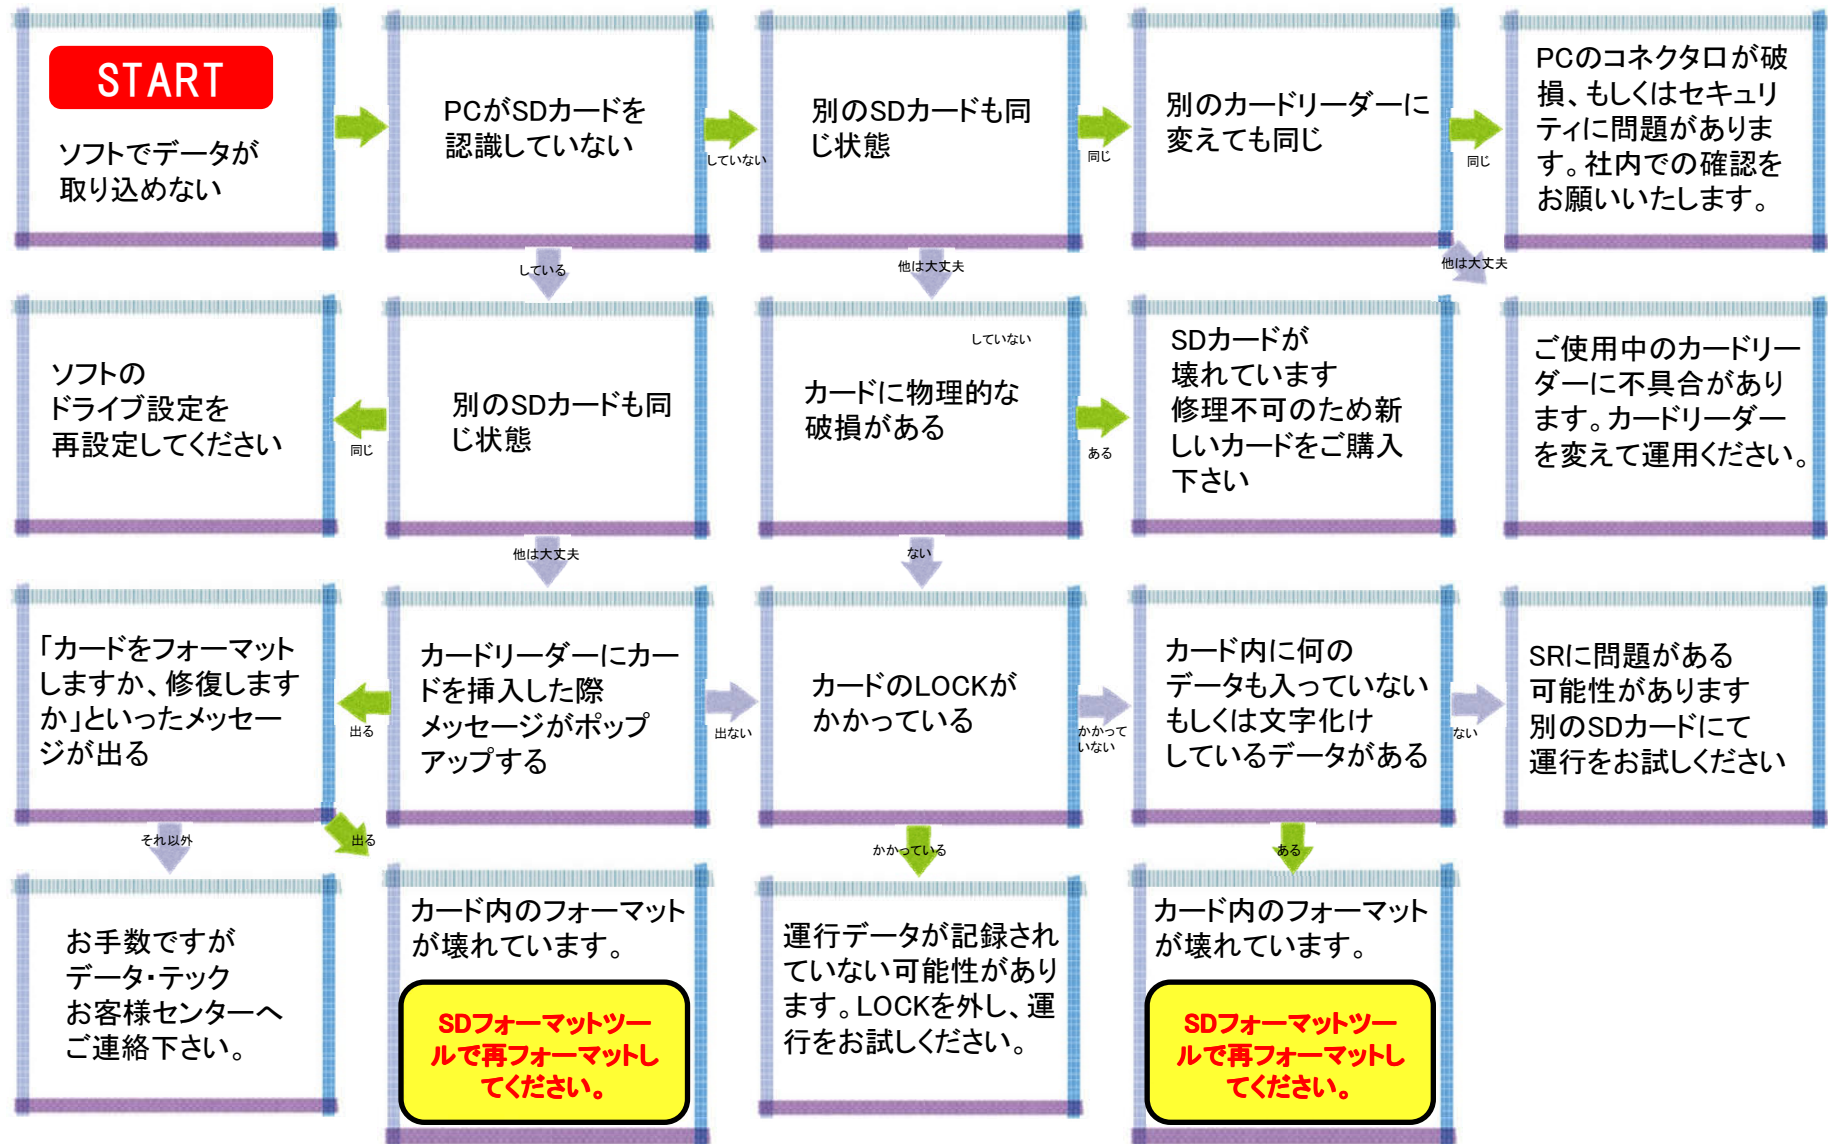 START
ソフトでデータが
取り込めない
PCがSDカードを
認識していない
していない
別のSDカードも同
じ状態
同じ
別のカードリーダーに
変えても同じ
同じ
PCのコネクタ口が破
損、もしくはセキュリ
ティに問題がありま
す。社内での確認を
お願いいたします。
している
他は大丈夫
他は大丈夫
ソフトの
ドライブ設定を
再設定してください
同じ
別のSDカードも同
じ状態
していない
カードに物理的な
破損がある
ある
SDカードが
壊れています
修理不可のため新
しいカードをご購入
下さい
ご使用中のカードリー
ダーに不具合があり
ます。カードリーダー
を変えて運用ください。
他は大丈夫
ない
「カードをフォーマット
しますか、修復します
か」といったメッセー
ジが出る
出る
カードリーダーにカー
ドを挿入した際
メッセージがポップ
アップする
出ない
カードのLOCKが
かかっている
かかって
いない
カード内に何の
データも入っていない
もしくは文字化け
しているデータがある
ない
SRに問題がある
可能性があります
別のSDカードにて
運行をお試しください
それ以外
出る
かかっている
ある
お手数ですが
データ・テック
お客様センターへ
ご連絡下さい。
カード内のフォーマット
が壊れています。
SDフォーマットツー
ルで再フォーマットし
てください。
運行データが記録され
ていない可能性があり
ます。LOCKを外し、運
行をお試しください。
カード内のフォーマット
が壊れています。
SDフォーマットツー
ルで再フォーマットし
てください。